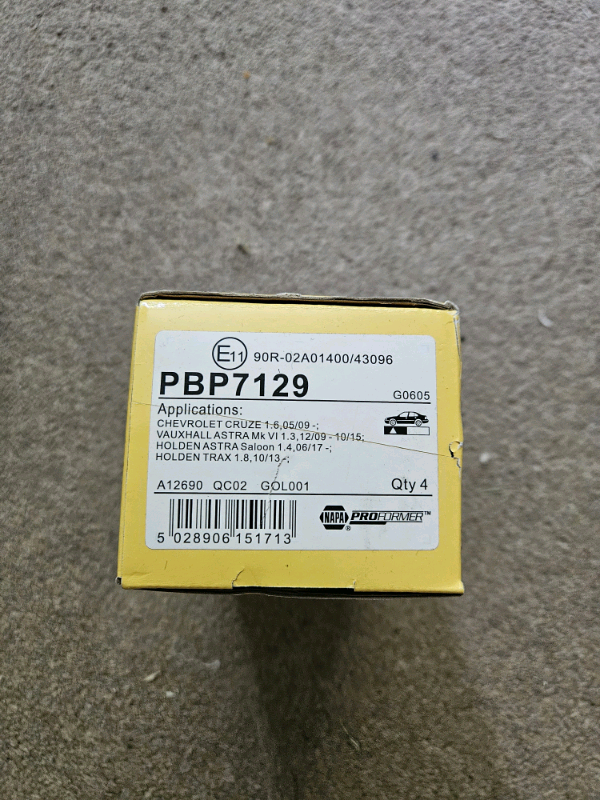 E11 90R-02A01400/43096
PBP7129
G0605
Applications:
CHEVROLET CRUZE 1.6,05/09 -;
VAUXHALL ASTRA Mk VI 1.3,12/09 - 10/15;
HOLDEN ASTRA Saloon 1.4,06/17 -;
HOLDEN TRAX 1.8,10/13 -;
A12690 QC02 GOL001 Qty 4
NAPA ® PROFORMER™
5 028906 151713